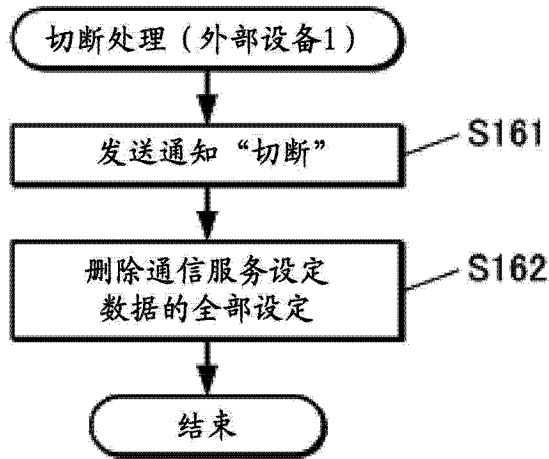 切断处理（外部设备1）
发送通知“切断”
S161
删除通信服务设定
数据的全部设定
S162
结束